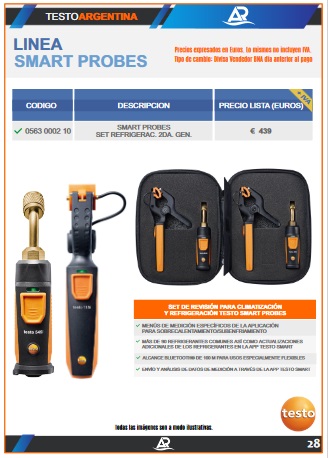 TESTOARGENTINA
AR
LINEA
SMART PROBES
Precios expresados en Euros. Lo mismos no incluyen IVA.
Tipo de cambio: Divisa Vendedor BNA día anterior al pago
CODIGO
DESCRIPCION
PRECIO LISTA (EUROS)
+ IVA
0563 0002 10
SMART PROBES
SET REFRIGERAC. 2DA. GEN.
€ 439
testo 549i
testo 115i
SET DE REVISIÓN PARA CLIMATIZACIÓN
Y REFRIGERACIÓN TESTO SMART PROBES
MENÚS DE MEDICIÓN ESPECÍFICOS DE LA APLICACIÓN
PARA SOBRECALENTAMIENTO/SUBENFRIAMIENTO
MÁS DE 90 REFRIGERANTES COMUNES ASÍ COMO ACTUALIZACIONES
ADICIONALES DE LOS REFRIGERANTES EN LA APP TESTO SMART
ALCANCE BLUETOOTH® DE 100 M PARA USOS ESPECIALMENTE FLEXIBLES
ENVÍO Y ANÁLISIS DE DATOS DE MEDICIÓN A TRAVÉS DE LA APP TESTO SMART
testo
Todas las imágenes son a modo ilustrativas.
AR
28